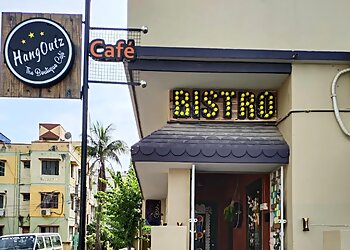 HangOutz
The Boutique Café
Café
BISTRO